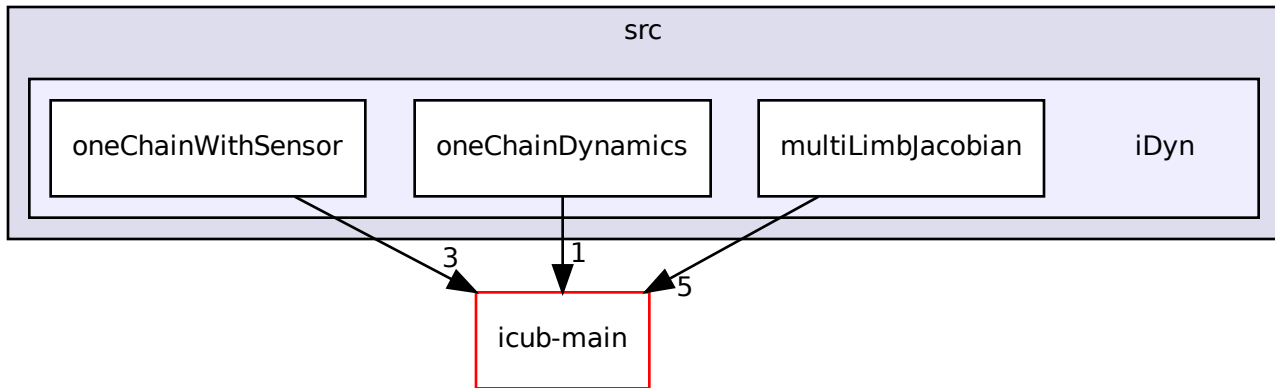 src
oneChainWithSensor
oneChainDynamics
multiLimbJacobian
iDyn
3
1
5
icub-main